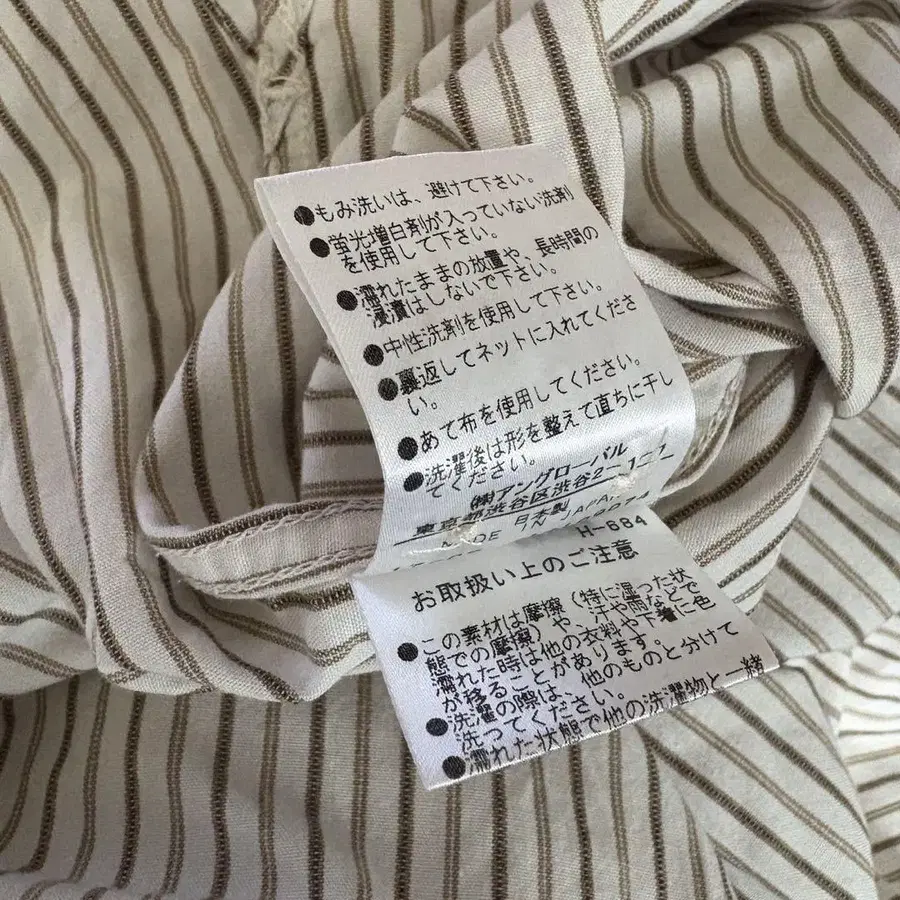 ●もみ洗いは、避けて下さい。
●蛍光増白剤が入っていない洗剤
を使用して下さい。
●濡れたままの放置や、長時間の
浸漬はしないで下さい。
●中性洗剤を使用して下さい。
●裏返してネットに入れてくださ
い。
●あて布を使用してください。
●洗濯後は形を整えて直ちに干し
てください。
㈱アングローバル
東京都渋谷区渋谷2-1-1
日本製
MADE IN JAPAN
H-684
お取扱い上のご注意
●この素材は摩擦(特に湿った状
態での摩擦)や、汗や雨などで
濡れた時は他の衣料や下着に色
が移ることがあります。
●洗濯の際は、他のものと分けて
洗ってください。
●濡れた状態で他の洗濯物と一緒